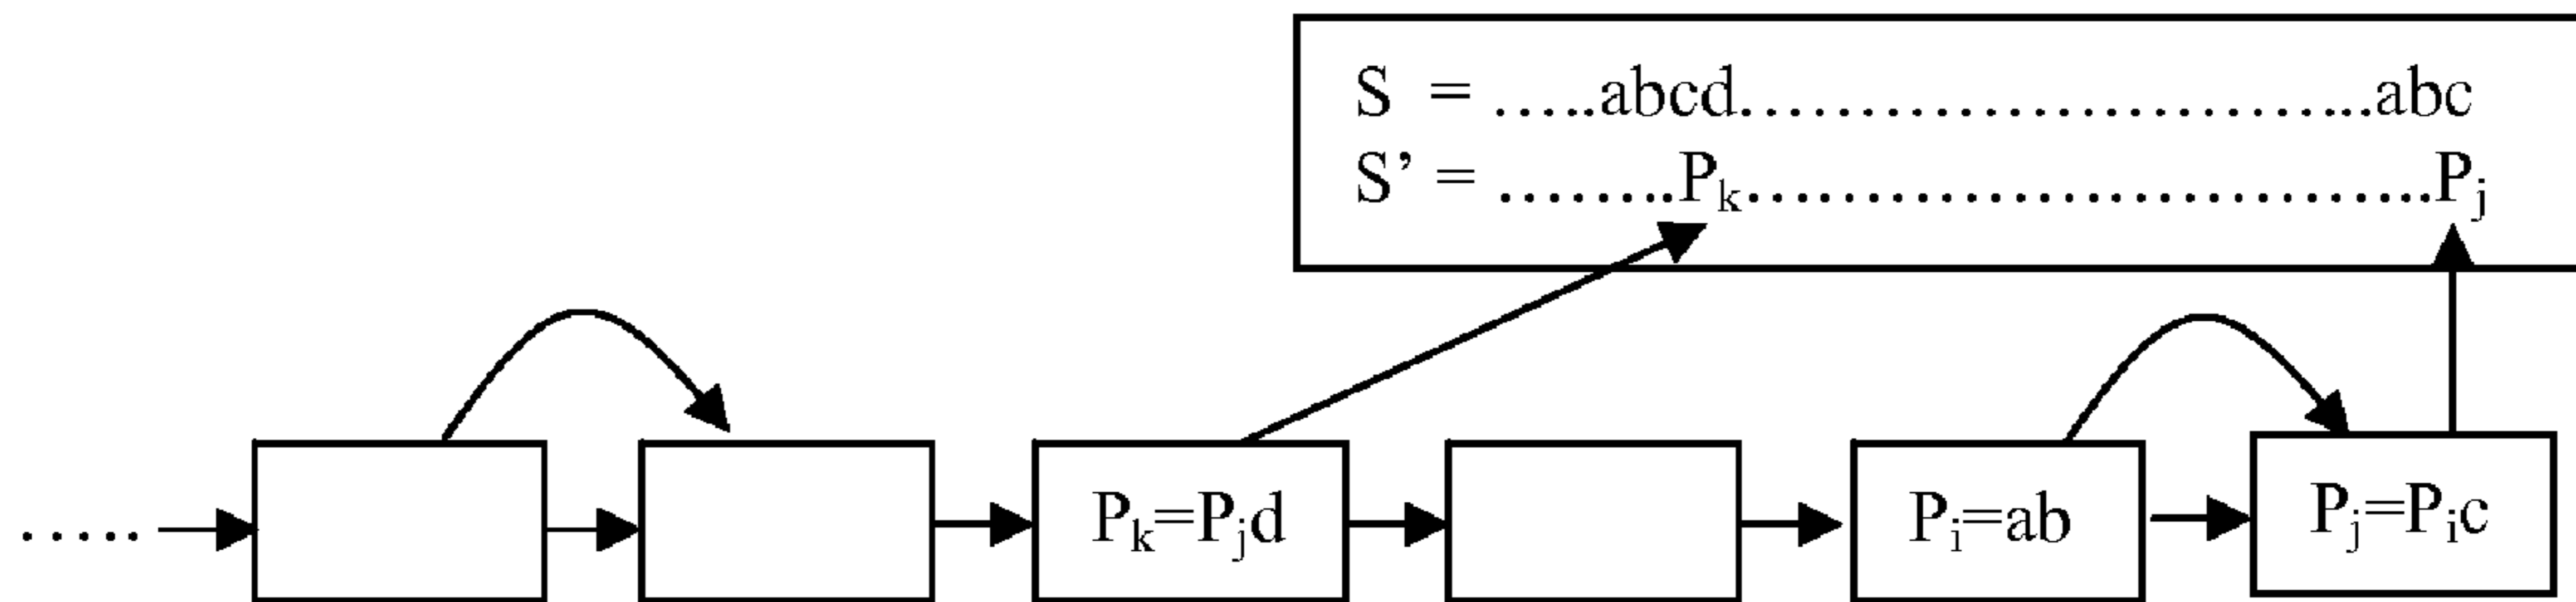 S = .....abcd...........................abc
S' = ........Pk.............................Pj
.....
Pk=Pjd
Pi=ab
Pj=Pic